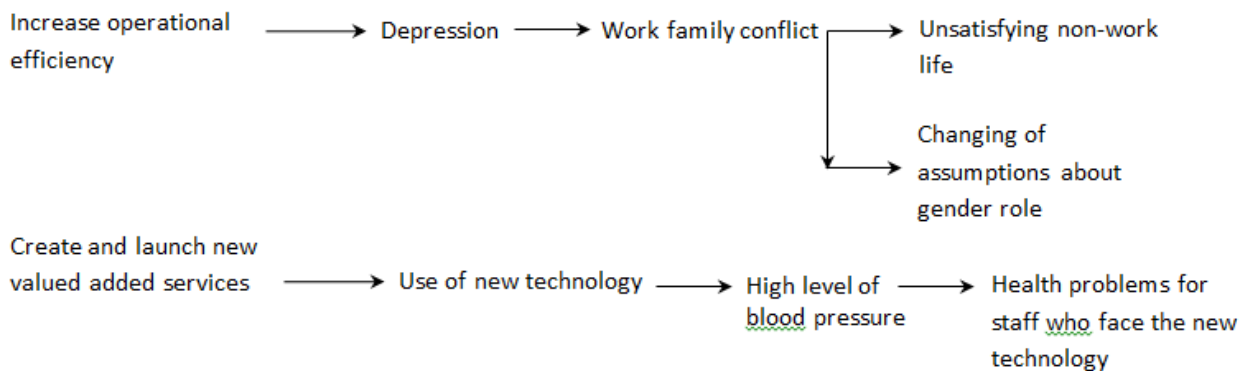 Increase operational
efficiency
Depression
Work family conflict
Unsatisfying non-work
life
Changing of
assumptions about
gender role
Create and launch new
valued added services
Use of new technology
High level of
blood pressure
Health problems for
staff who face the new
technology